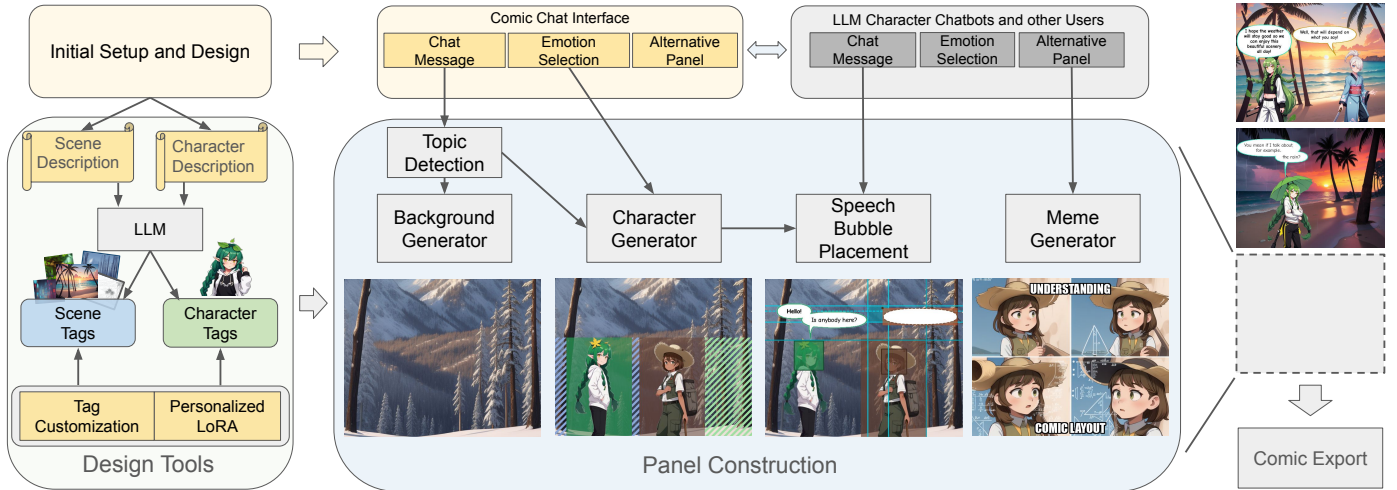 Initial Setup and Design
Comic Chat Interface
Chat
Message
Emotion
Selection
Alternative
Panel
LLM Character Chatbots and other Users
Chat
Message
Emotion
Selection
Alternative
Panel
Scene
Description
Character
Description
LLM
Scene
Tags
Character
Tags
Tag
Customization
Personalized
LoRA
Design Tools
Topic
Detection
Background
Generator
Character
Generator
Speech
Bubble
Placement
Meme
Generator
Hello!
Is anybody here?
UNDERSTANDING
COMIC LAYOUT
Panel Construction
I hope the weather
will stay good so we
can enjoy this
beautiful scenery
all day!
Well, that will depend on
what you say!
You mean if I talk about
for example,
the rain?
Comic Export